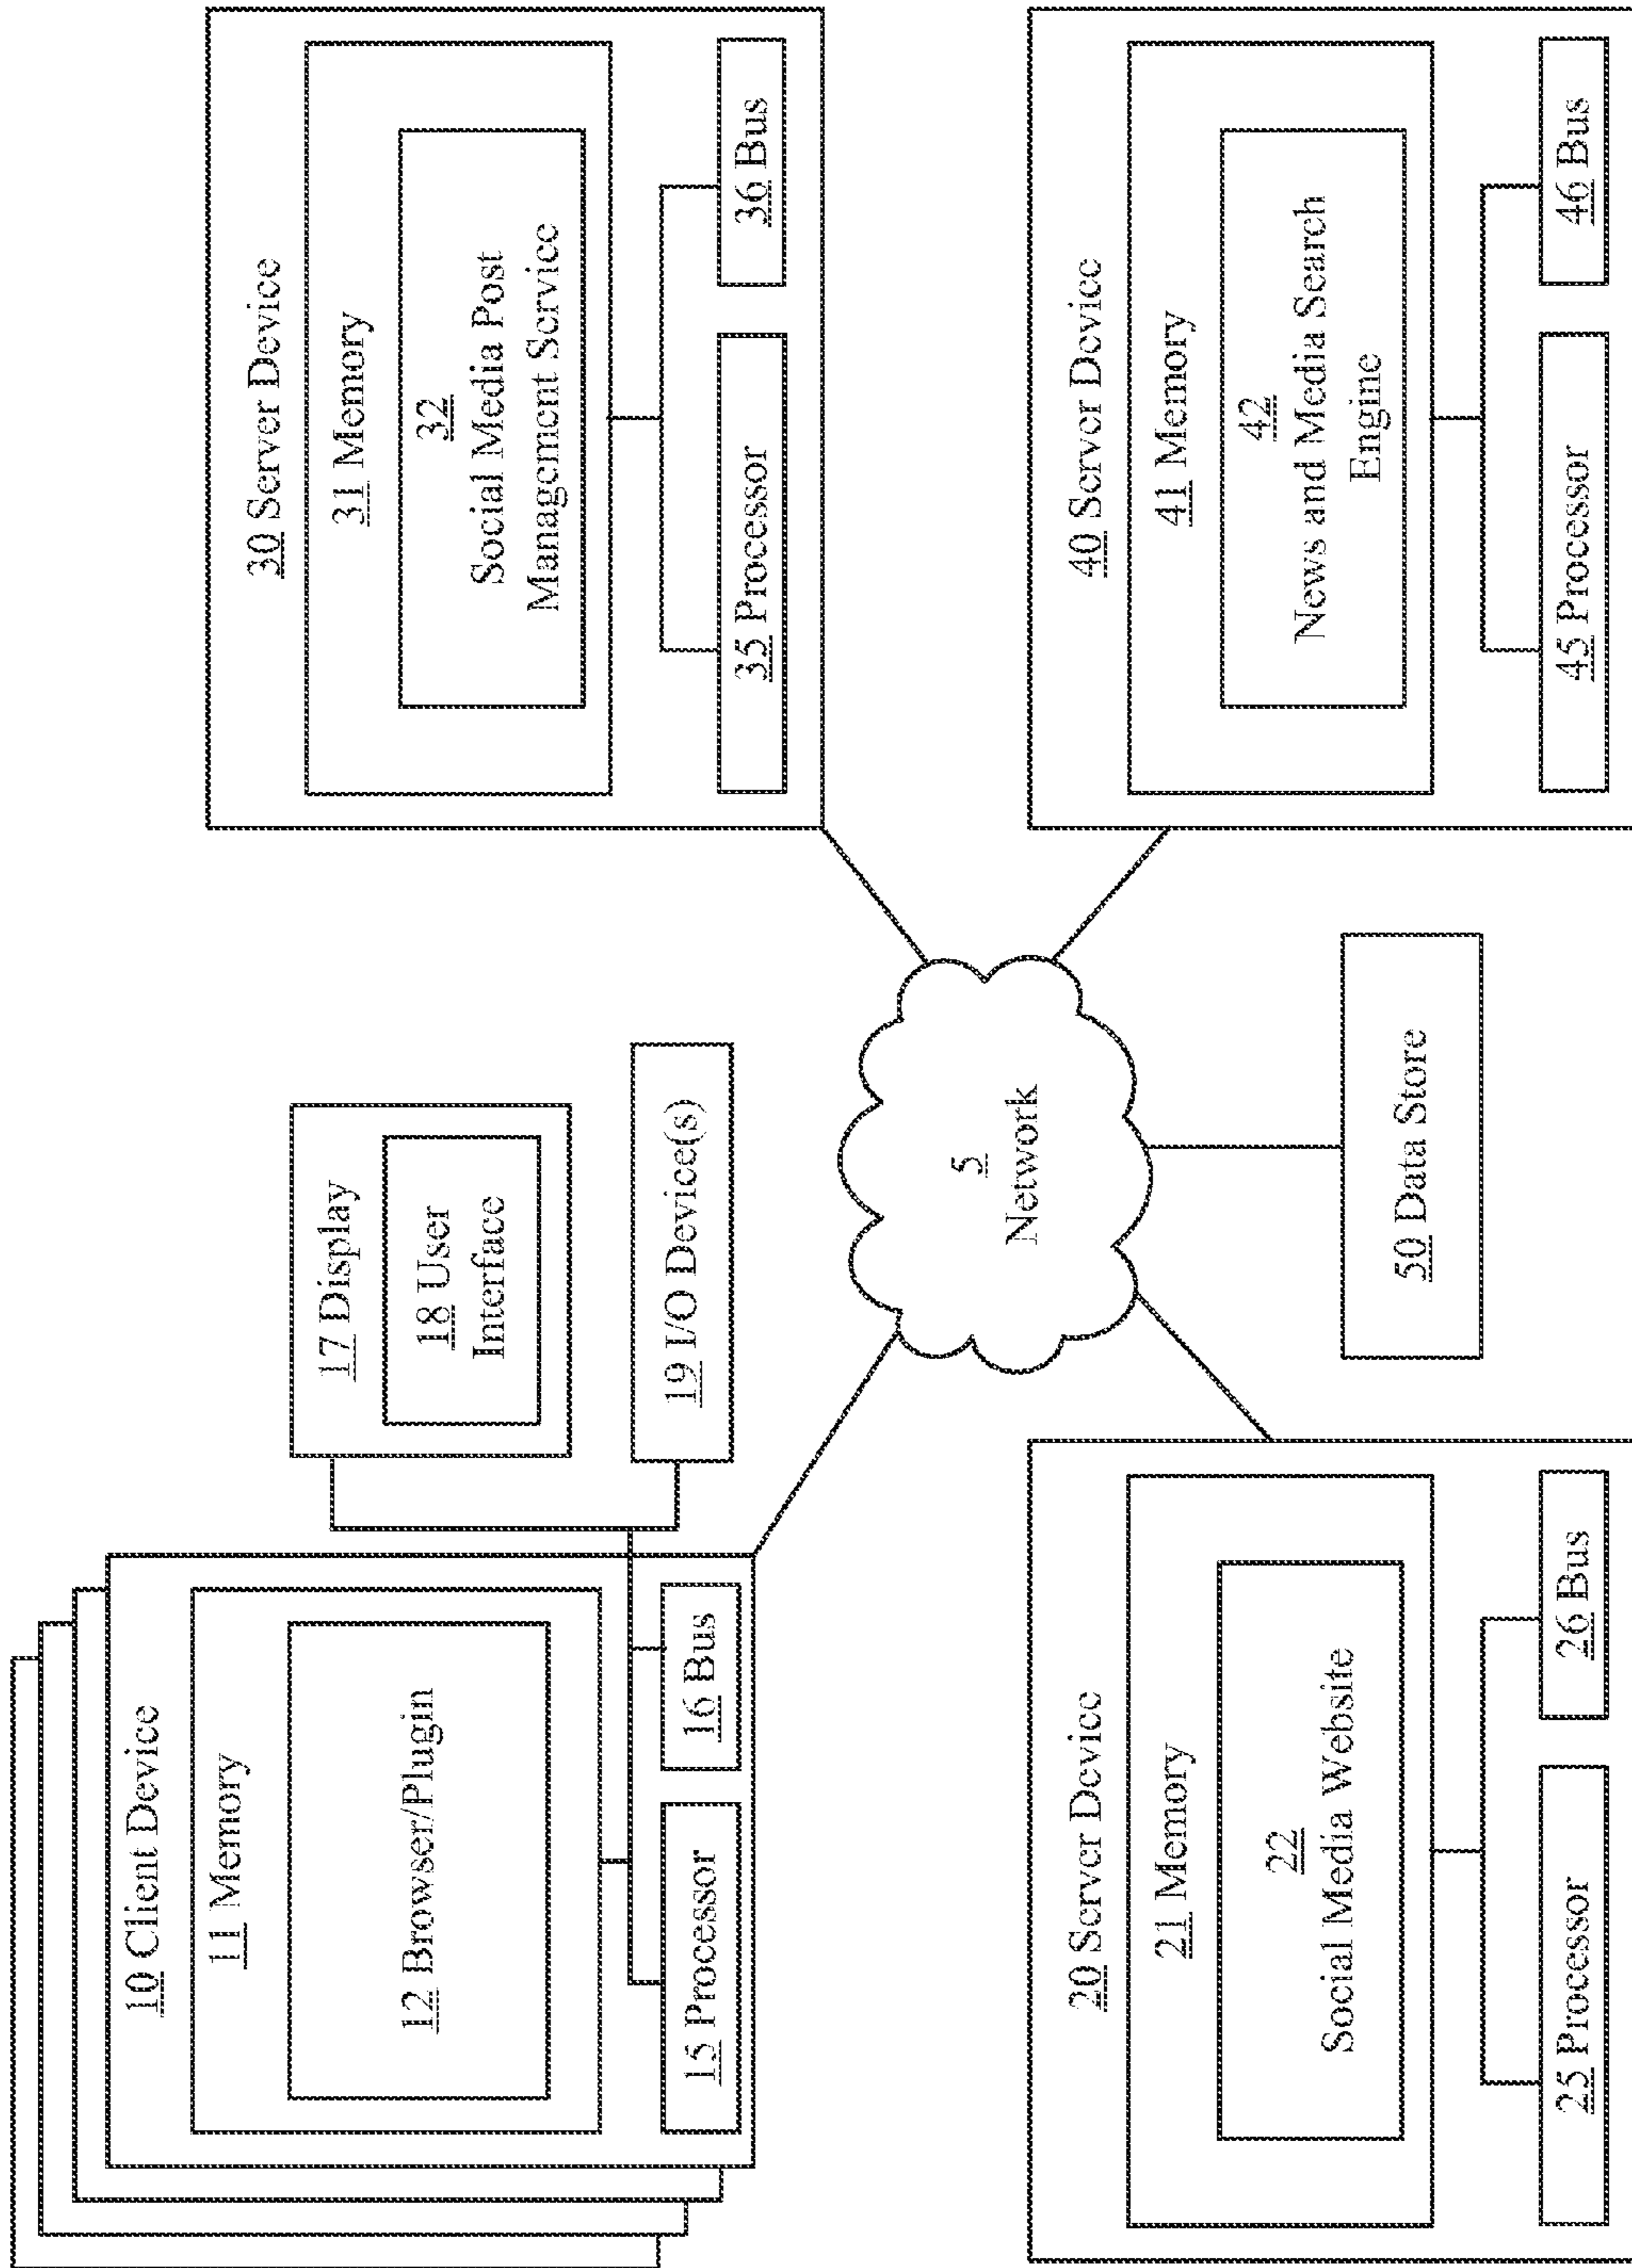 10 Client Device
11 Memory
12 Browser/Plugin
15 Processor
16 Bus
17 Display
18 User
Interface
19 I/O Device(s)
30 Server Device
31 Memory
32
Social Media Post
Management Service
35 Processor
36 Bus
5
Network
20 Server Device
21 Memory
22
Social Media Website
25 Processor
26 Bus
50 Data Store
40 Server Device
41 Memory
42
News and Media Search
Engine
45 Processor
46 Bus